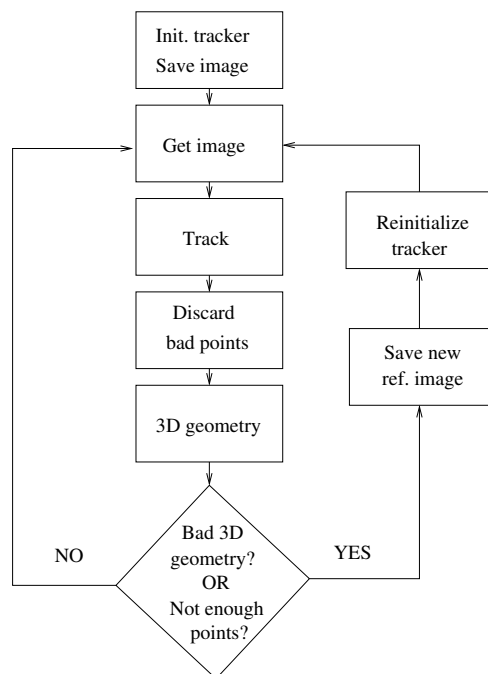 Init. tracker
Save image
Get image
Track
Discard
bad points
3D geometry
Bad 3D
geometry?
OR
Not enough
points?
NO
YES
Save new
ref. image
Reinitialize
tracker